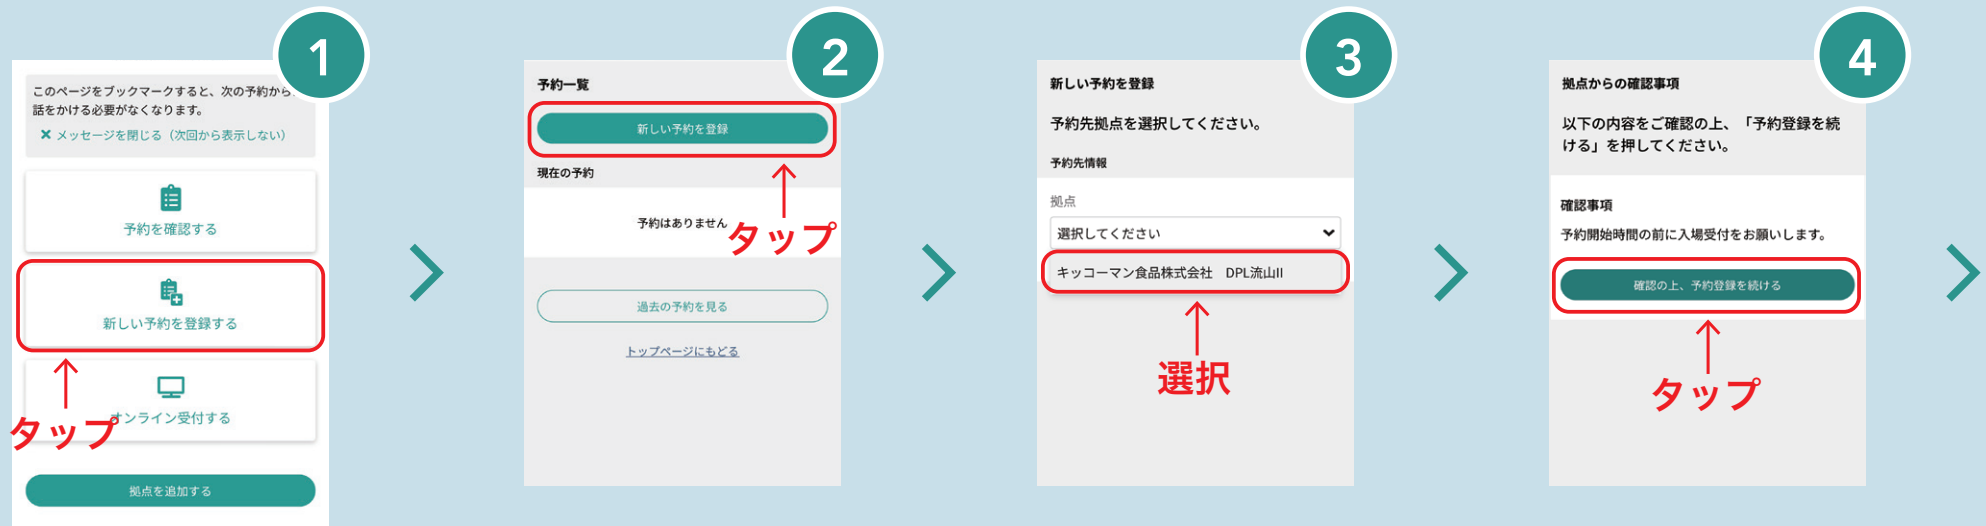 1
このページをブックマークすると、次の予約から
話をかける必要がなくなります。
× メッセージを閉じる（次回から表示しない）
予約を確認する
新しい予約を登録する
タップ
オンライン受付する
拠点を追加する
2
予約一覧
新しい予約を登録
現在の予約
予約はありません
タップ
過去の予約を見る
トップページにもどる
3
新しい予約を登録
予約先拠点を選択してください。
予約先情報
拠点
選択してください
キッコーマン食品株式会社　DPL流山II
選択
4
拠点からの確認事項
以下の内容をご確認の上、「予約登録を続
ける」を押してください。
確認事項
予約開始時間の前に入場受付をお願いします。
確認の上、予約登録を続ける
タップ